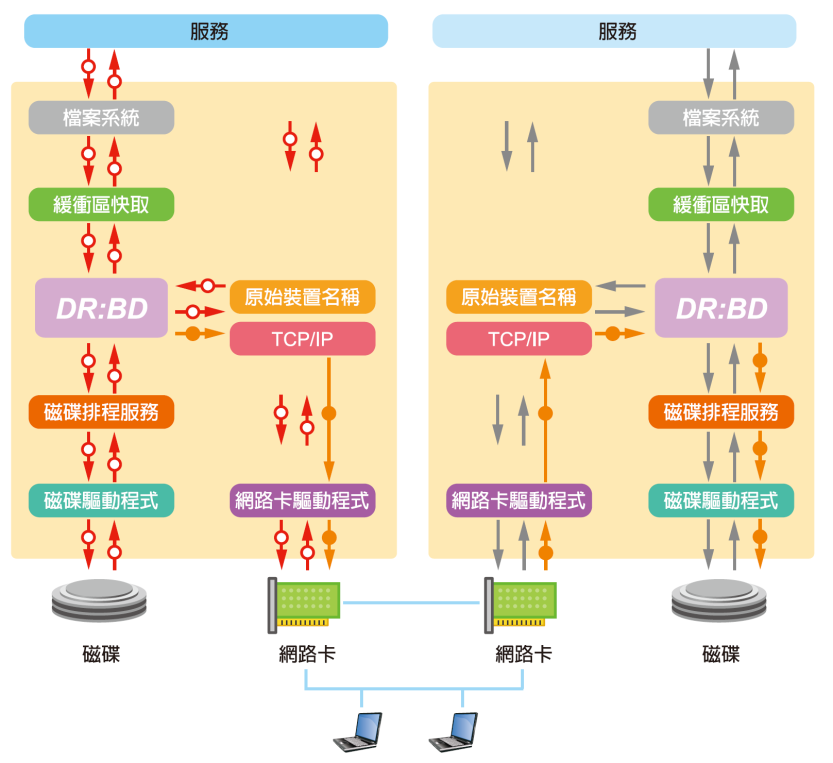 服務
服務
檔案系統
檔案系統
緩衝區快取
緩衝區快取
DR:BD
原始裝置名稱
TCP/IP
原始裝置名稱
TCP/IP
DR:BD
磁碟排程服務
磁碟排程服務
磁碟驅動程式
網路卡驅動程式
網路卡驅動程式
磁碟驅動程式
磁碟
網路卡
網路卡
磁碟